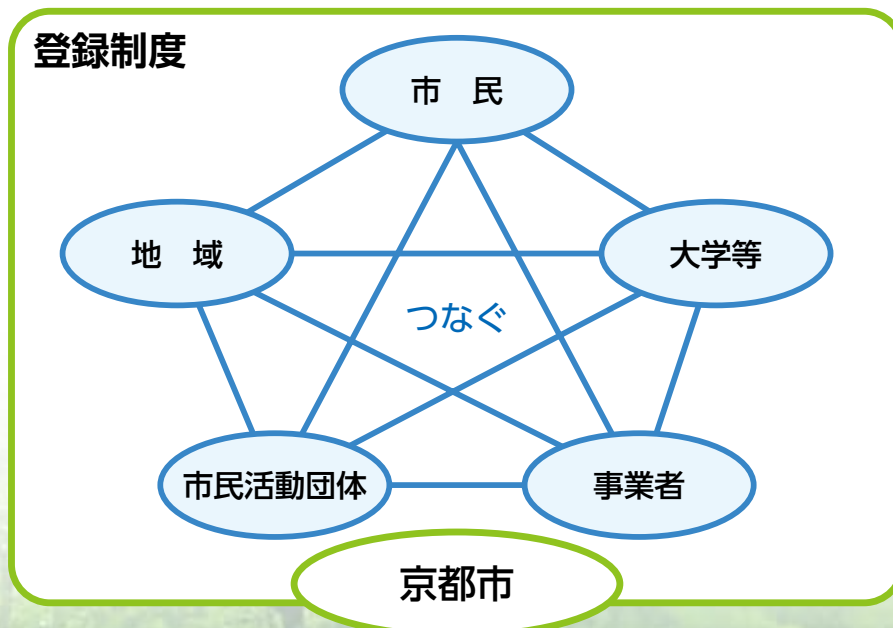 登録制度
市　民
地　域
大学等
つなぐ
市民活動団体
事業者
京都市